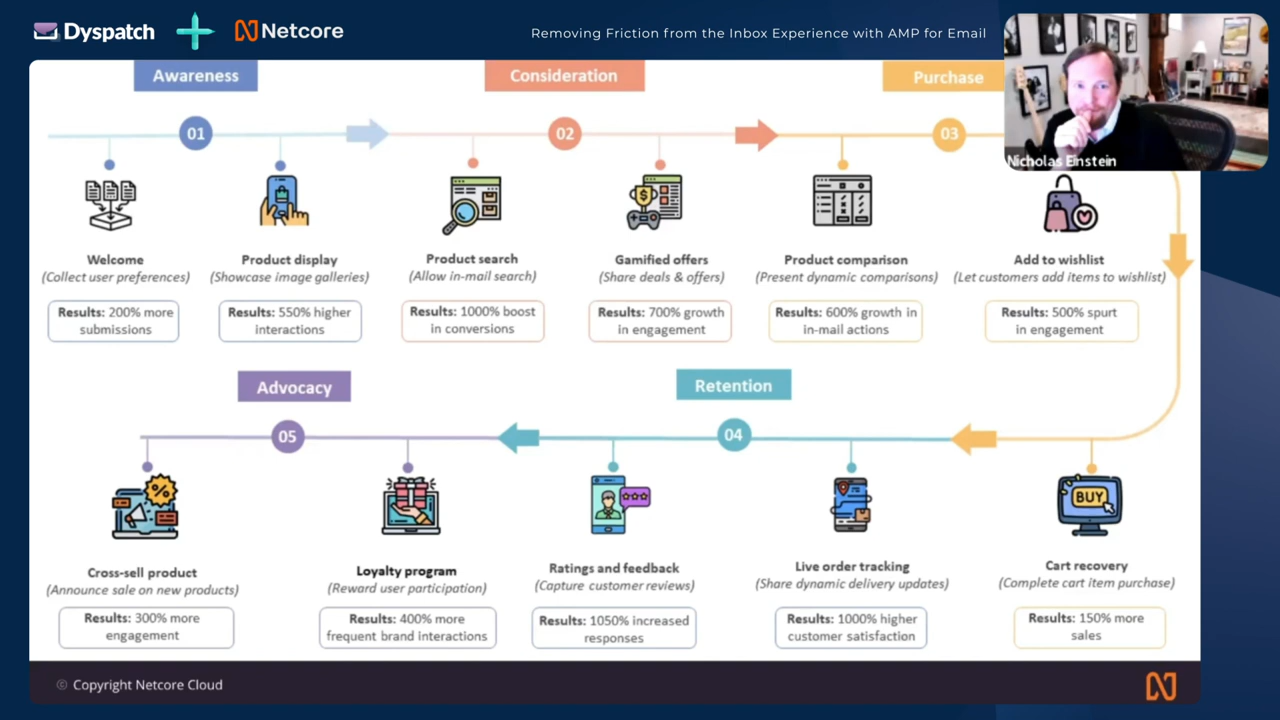 Dyspatch
Netcore
Removing Friction from the Inbox Experience with AMP for Email
Nicholas Einstein
Awareness
Consideration
Purchase
01
02
03
Welcome
(Collect user preferences)
Results: 200% more
submissions
Product display
(Showcase image galleries)
Results: 550% higher
interactions
Product search
(Allow in-mail search)
Results: 1000% boost
in conversions
Gamified offers
(Share deals & offers)
Results: 700% growth
in engagement
Product comparison
(Present dynamic comparisons)
Results: 600% growth in
in-mail actions
Add to wishlist
(Let customers add items to wishlist)
Results: 500% spurt
in engagement
Advocacy
Retention
05
04
Cross-sell product
(Announce sale on new products)
Results: 300% more
engagement
Loyalty program
(Reward user participation)
Results: 400% more
frequent brand interactions
Ratings and feedback
(Capture customer reviews)
Results: 1050% increased
responses
Live order tracking
(Share dynamic delivery updates)
Results: 1000% higher
customer satisfaction
BUY
Cart recovery
(Complete cart item purchase)
Results: 150% more
sales
© Copyright Netcore Cloud